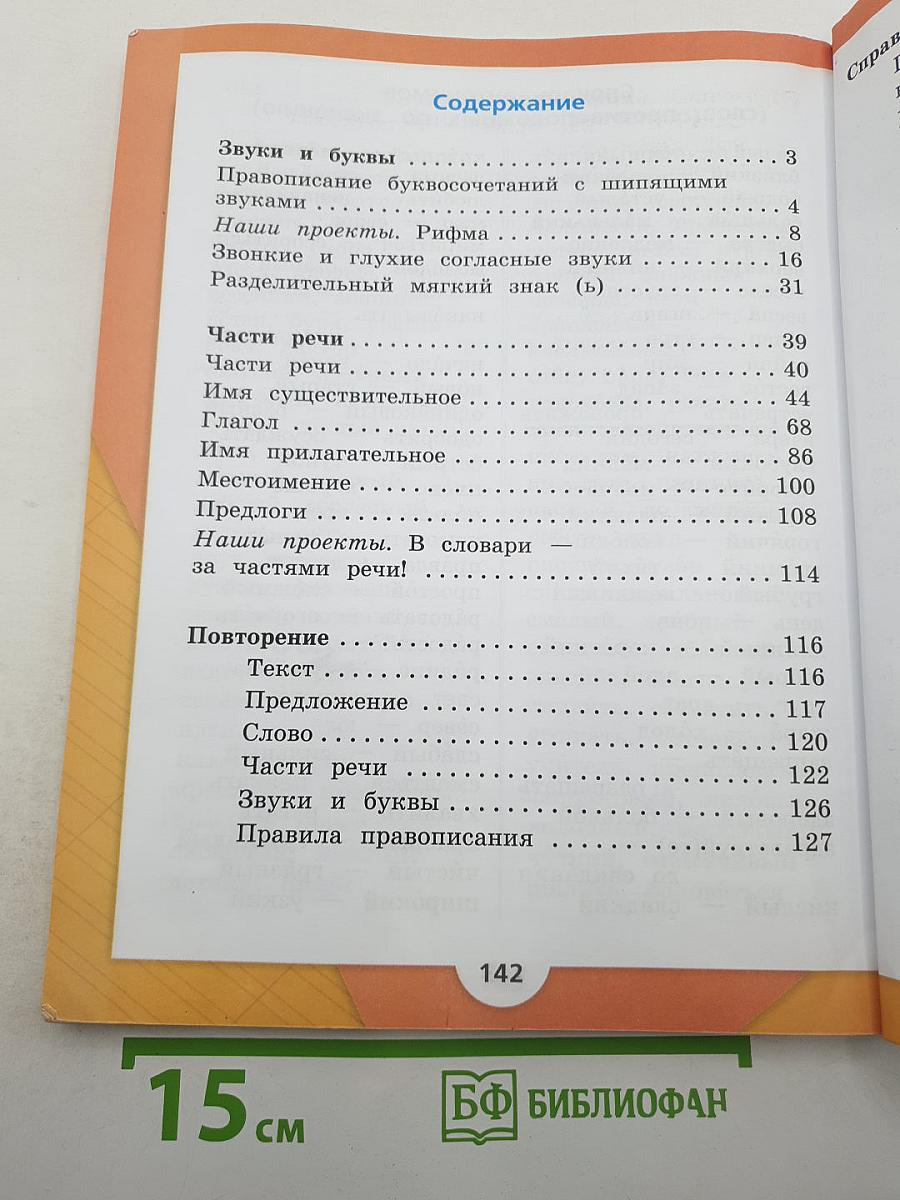 Содержание
Звуки и буквы . . . . . . . . . . . . . . . . . . . . . . . . . . . . . 3
Правописание буквосочетаний с шипящими
звуками . . . . . . . . . . . . . . . . . . . . . . . . . . . . . . . . . . . . 4
Наши проекты. Рифма . . . . . . . . . . . . . . . . . . . . . . 8
Звонкие и глухие согласные звуки . . . . . . . . . . 16
Разделительный мягкий знак (ь) . . . . . . . . . . . . 31
Части речи . . . . . . . . . . . . . . . . . . . . . . . . . . . . . . . . 39
Части речи . . . . . . . . . . . . . . . . . . . . . . . . . . . . . . . . 40
Имя существительное . . . . . . . . . . . . . . . . . . . . . . . 44
Глагол . . . . . . . . . . . . . . . . . . . . . . . . . . . . . . . . . . . . 68
Имя прилагательное . . . . . . . . . . . . . . . . . . . . . . . . 86
Местоимение . . . . . . . . . . . . . . . . . . . . . . . . . . . . . . . 100
Предлоги . . . . . . . . . . . . . . . . . . . . . . . . . . . . . . . . . . 108
Наши проекты. В словари —
за частями речи! . . . . . . . . . . . . . . . . . . . . . . . . . . 114
Повторение . . . . . . . . . . . . . . . . . . . . . . . . . . . . . . . . 116
Текст . . . . . . . . . . . . . . . . . . . . . . . . . . . . . . . . . . 116
Предложение . . . . . . . . . . . . . . . . . . . . . . . . . . . 117
Слово . . . . . . . . . . . . . . . . . . . . . . . . . . . . . . . . . . 120
Части речи . . . . . . . . . . . . . . . . . . . . . . . . . . . . 122
Звуки и буквы . . . . . . . . . . . . . . . . . . . . . . . . . 126
Правила правописания . . . . . . . . . . . . . . . . . . 127
142
Справ
15 см
БФ БИБЛИОФАН